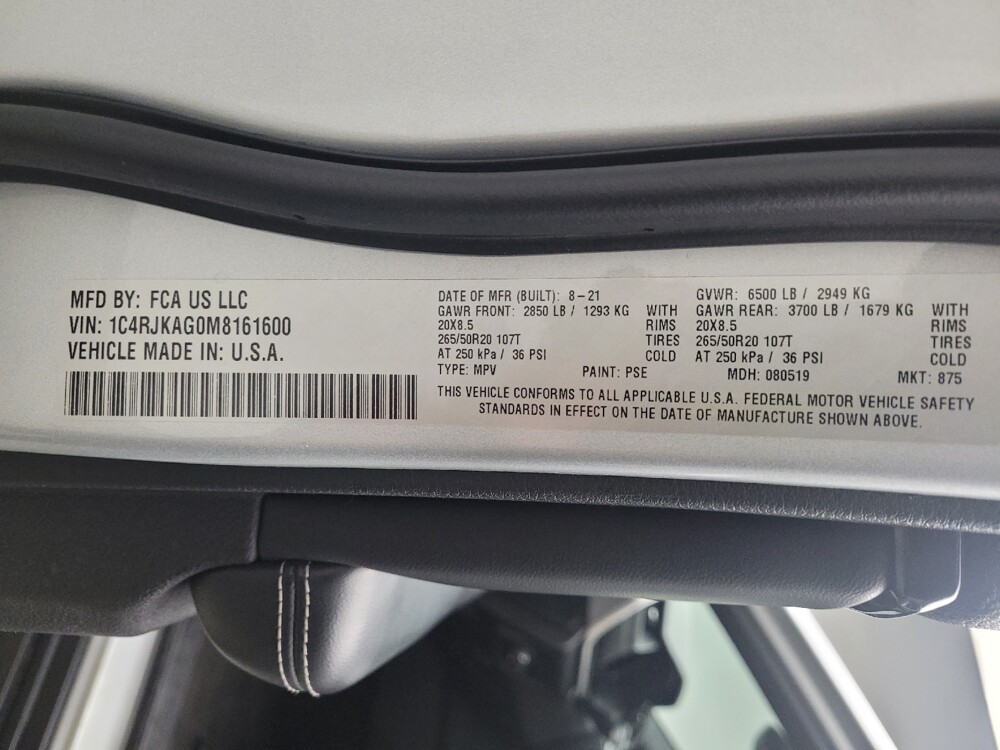 MFD BY: FCA US LLC
VIN: 1C4RJKAG0M8161600
VEHICLE MADE IN: U.S.A.
DATE OF MFR (BUILT): 8-21
GVWR: 6500 LB / 2949 KG
GAWR FRONT: 2850 LB / 1293 KG WITH
GAWR REAR: 3700 LB / 1679 KG WITH
20X8.5 RIMS
20X8.5 RIMS
265/50R20 107T TIRES
265/50R20 107T TIRES
AT 250 kPa / 36 PSI COLD
AT 250 kPa / 36 PSI COLD
TYPE: MPV PAINT: PSE MDH: 080519 MKT: 875
THIS VEHICLE CONFORMS TO ALL APPLICABLE U.S.A. FEDERAL MOTOR VEHICLE SAFETY
STANDARDS IN EFFECT ON THE DATE OF MANUFACTURE SHOWN ABOVE.